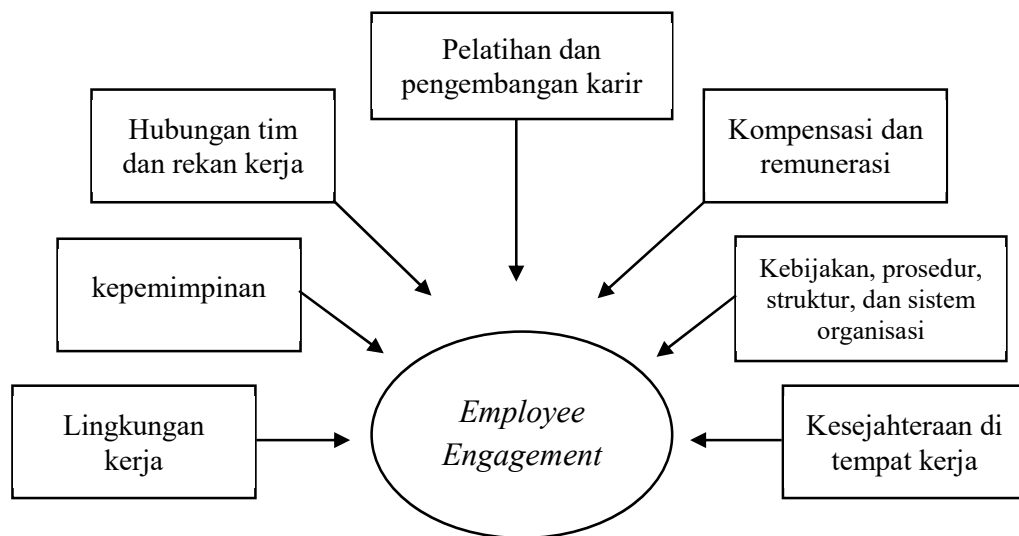 Pelatihan dan
pengembangan karir
Hubungan tim
dan rekan kerja
Kompensasi dan
remunerasi
kepemimpinan
Kebijakan, prosedur,
struktur, dan sistem
organisasi
Lingkungan
kerja
Employee
Engagement
Kesejahteraan di
tempat kerja